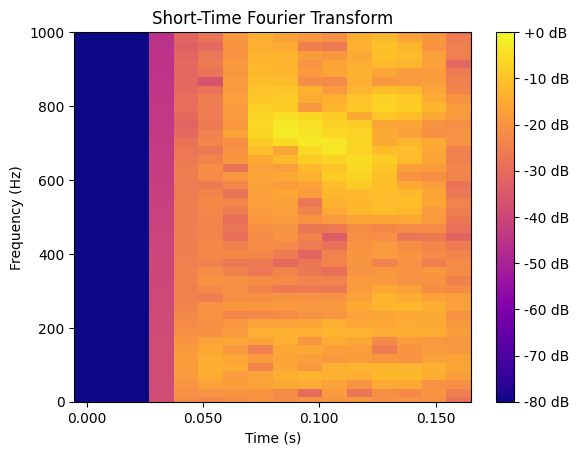 Short-Time Fourier Transform
1000
800
600
400
200
0
Frequency (Hz)
0.000
0.050
0.100
0.150
Time (s)
+0 dB
-10 dB
-20 dB
-30 dB
-40 dB
-50 dB
-60 dB
-70 dB
-80 dB